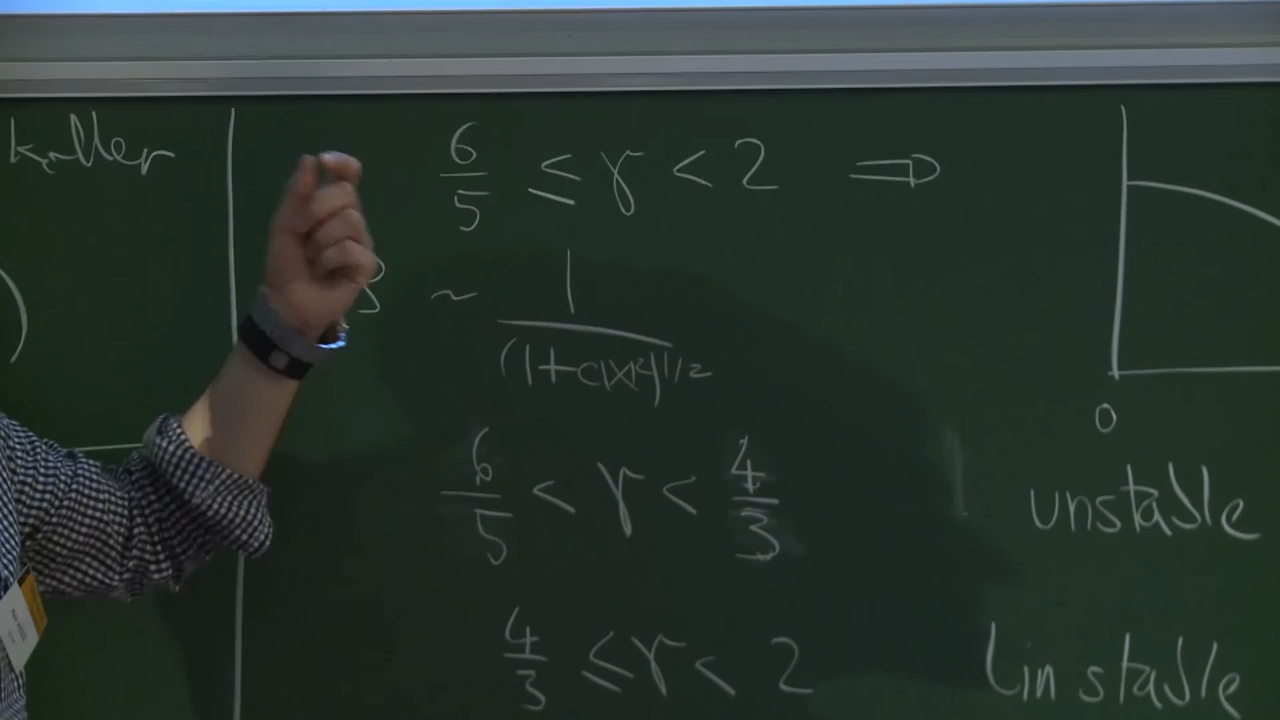 6/5 ≤ γ < 2 ⇒
~ 1/(1+c|x|²)^1/2
0
6/5 < γ < 4/3 unstable
4/3 ≤ γ < 2 lin stable